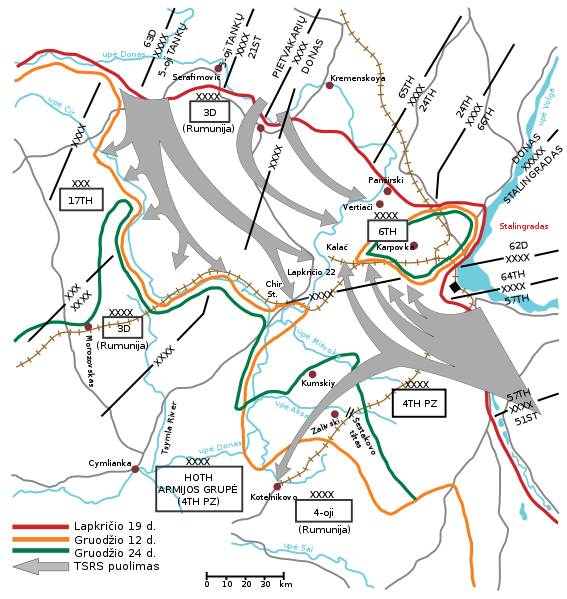 63D
XXXX
5-oji TANKŲ
5-oji TANKŲ
XXXX
21ST
PIETVAKARIŲ
XXXX
DONAS
upė Donas
Serafimovič
Kremenskoya
65TH
XXXX
24TH
24TH
XXXX
66TH
upė Volga
upė Čir
XXXX
3D
(Rumunija)
XXXX
XXXX
DONAS
XXXXX
STALINGRADAS
Panširski
Vertiači
XXX
17TH
XXXX
6TH
Karpovka
Kalač
Stalingradas
62D
XXXX
64TH
XXXX
57TH
Lapkričio 22
Chir
St.
XXXX
XXX
XXXX
XXXX
3D
(Rumunija)
Morozovskas
XXXX
upė Miškova
Kumskiy
upė Aksa
XXXX
4TH PZ
57TH
XXXX
51ST
Zalivski
Šestakovo
tiltas
Tsymla River
upė Donas
Cymlianka
XXXX
HOTH
ARMIJOS GRUPĖ
(4TH PZ)
Kotelnikovo
XXXX
4-oji
(Rumunija)
upė Sal
Lapkričio 19 d.
Gruodžio 12 d.
Gruodžio 24 d.
TSRS puolimas
0 10 20 30 km